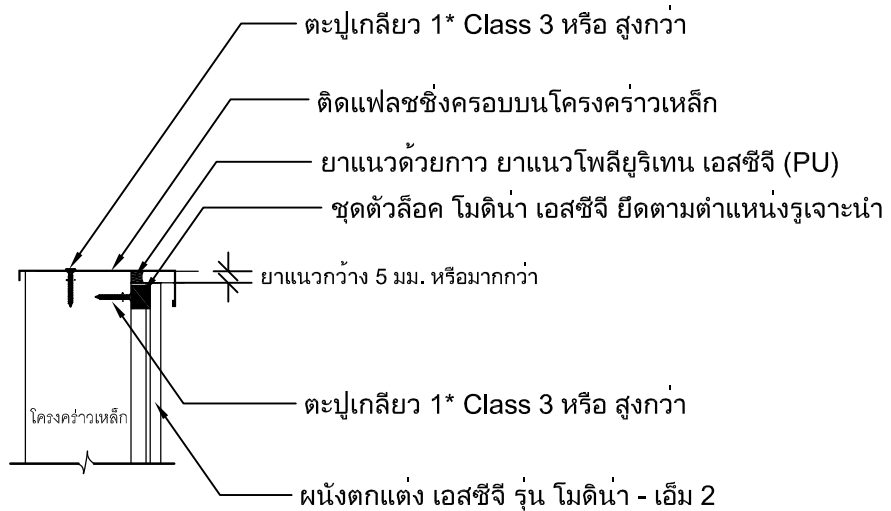 ตะปูเกลียว 1* Class 3 หรือ สูงกว่า
ติดแฟลชชิ่งครอบบนโครงคร่าวเหล็ก
ยาแนวด้วยกาว ยาแนวโพลียูริเทน เอสซีจี (PU)
ชุดตัวล็อค โมดิน่า เอสซีจี ยึดตามตำแหน่งรูเจาะนำ
ยาแนวกว้าง 5 มม. หรือมากกว่า
ตะปูเกลียว 1* Class 3 หรือ สูงกว่า
โครงคร่าวเหล็ก
ผนังตกแต่ง เอสซีจี รุ่น โมดิน่า - เอ็ม 2